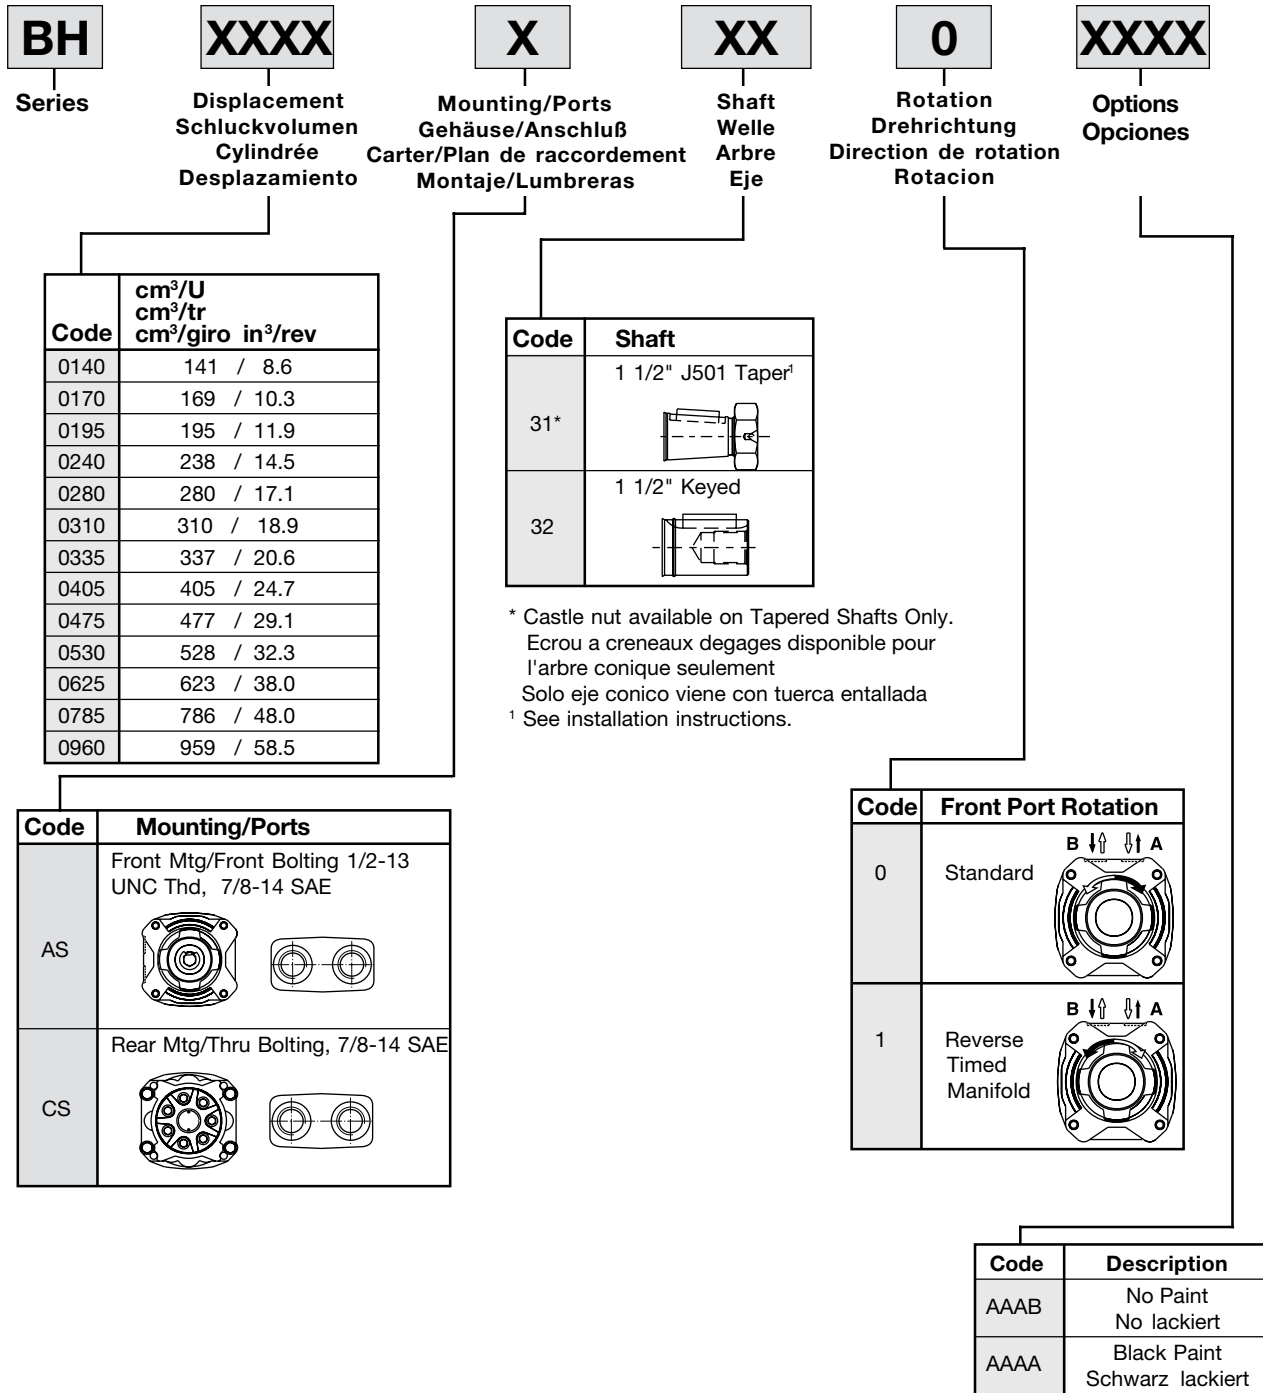 BH XXXX X XX 0 XXXX
Series
Displacement
Schluckvolumen
Cylindrée
Desplazamiento
Mounting/Ports
Gehäuse/Anschluß
Carter/Plan de raccordement
Montaje/Lumbreras
Shaft
Welle
Arbre
Eje
Rotation
Drehrichtung
Direction de rotation
Rotacion
Options
Opciones
cm³/U
cm³/tr
Code cm³/giro in³/rev
0140 141 / 8.6
0170 169 / 10.3
0195 195 / 11.9
0240 238 / 14.5
0280 280 / 17.1
0310 310 / 18.9
0335 337 / 20.6
0405 405 / 24.7
0475 477 / 29.1
0530 528 / 32.3
0625 623 / 38.0
0785 786 / 48.0
0960 959 / 58.5
Code Shaft
1 1/2" J501 Taper¹
31*
1 1/2" Keyed
32
* Castle nut available on Tapered Shafts Only.
Ecrou a creneaux degages disponible pour
l'arbre conique seulement
Solo eje conico viene con tuerca entallada
¹ See installation instructions.
Code Mounting/Ports
Front Mtg/Front Bolting 1/2-13
UNC Thd, 7/8-14 SAE
AS
Rear Mtg/Thru Bolting, 7/8-14 SAE
CS
Code Front Port Rotation
B A
0 Standard
B A
1 Reverse
Timed
Manifold
Code Description
AAAB No Paint
No lackiert
AAAA Black Paint
Schwarz lackiert